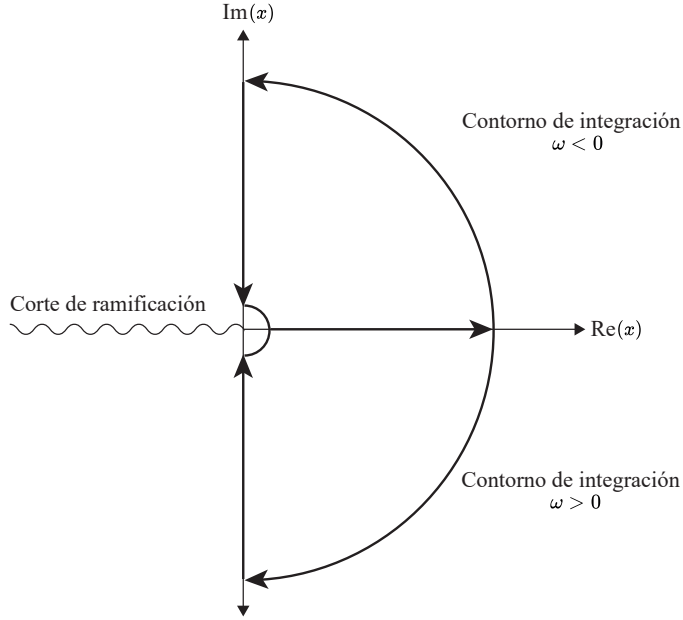 Im(x)
Contorno de integración
ω < 0
Corte de ramificación
Re(x)
Contorno de integración
ω > 0